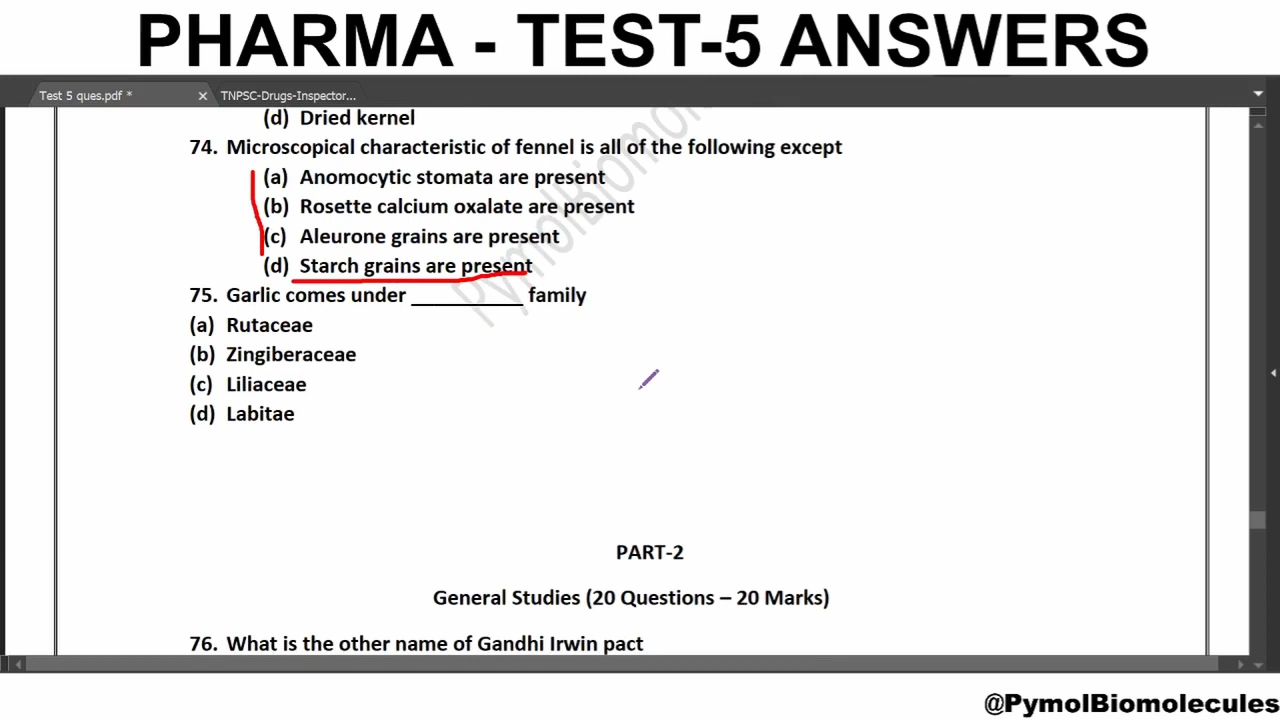 PHARMA - TEST-5 ANSWERS
Test 5 ques.pdf *
TNPSC-Drugs-Inspector...
(d) Dried kernel
74. Microscopical characteristic of fennel is all of the following except
(a) Anomocytic stomata are present
(b) Rosette calcium oxalate are present
(c) Aleurone grains are present
(d) Starch grains are present
75. Garlic comes under __________ family
(a) Rutaceae
(b) Zingiberaceae
(c) Liliaceae
(d) Labitae
PART-2
General Studies (20 Questions – 20 Marks)
76. What is the other name of Gandhi Irwin pact
@PymolBiomolecules